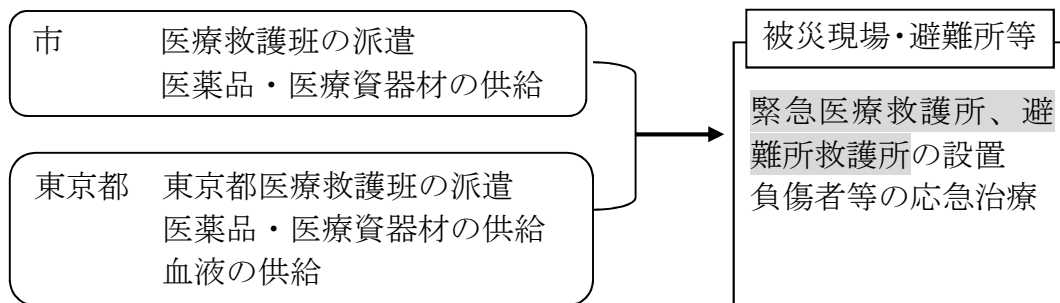 市　医療救護班の派遣
医薬品・医療資器材の供給
東京都　東京都医療救護班の派遣
医薬品・医療資器材の供給
血液の供給
被災現場・避難所等
緊急医療救護所、避
難所救護所の設置
負傷者等の応急治療